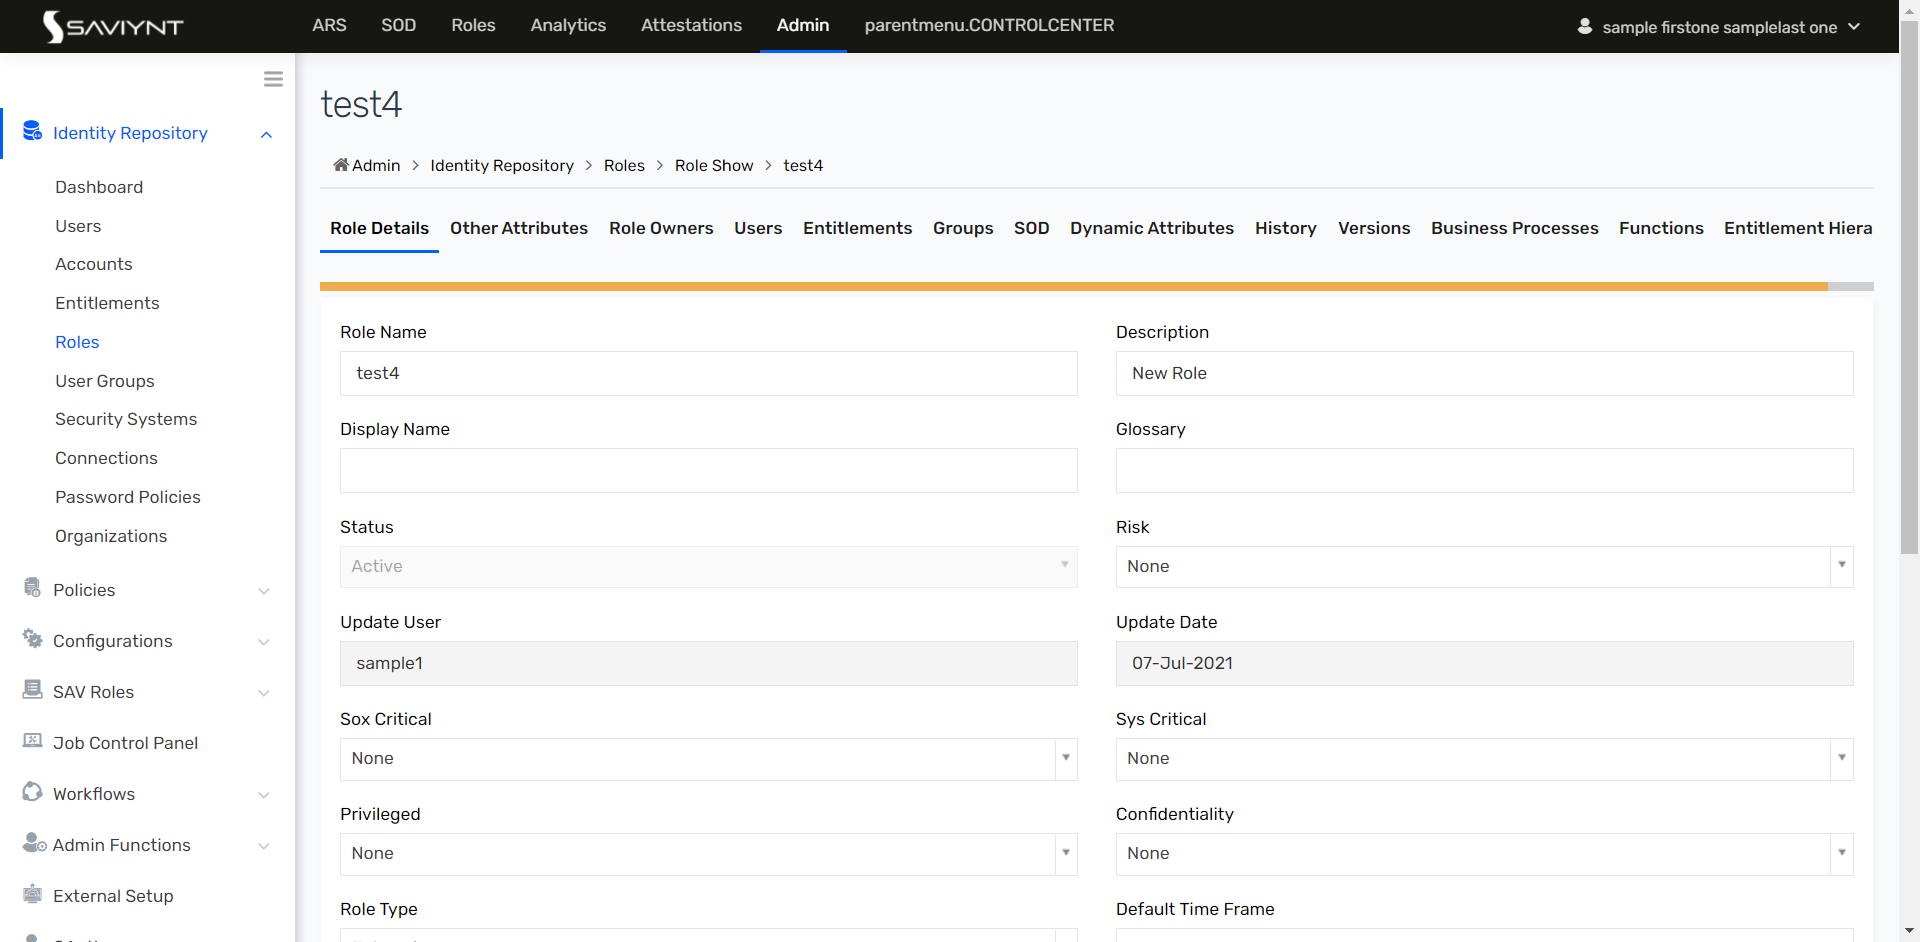 SAVIYNT
ARS SOD Roles Analytics Attestations Admin parentmenu.CONTROLCENTER
sample firstone samplelast one
Identity Repository
Dashboard
Users
Accounts
Entitlements
Roles
User Groups
Security Systems
Connections
Password Policies
Organizations
Policies
Configurations
SAV Roles
Job Control Panel
Workflows
Admin Functions
External Setup
test4
Admin > Identity Repository > Roles > Role Show > test4
Role Details Other Attributes Role Owners Users Entitlements Groups SOD Dynamic Attributes History Versions Business Processes Functions Entitlement Hiera
Role Name
test4
Description
New Role
Display Name
Glossary
Status
Active
Risk
None
Update User
sample1
Update Date
07-Jul-2021
Sox Critical
None
Sys Critical
None
Privileged
None
Confidentiality
None
Role Type
Default Time Frame